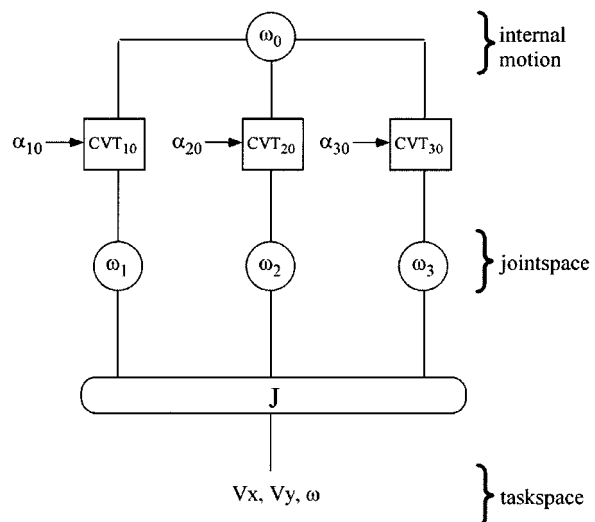 ω₀
internal
motion
α₁₀ CVT₁₀ α₂₀ CVT₂₀ α₃₀ CVT₃₀
ω₁ ω₂ ω₃ jointspace
J
Vx, Vy, ω
taskspace